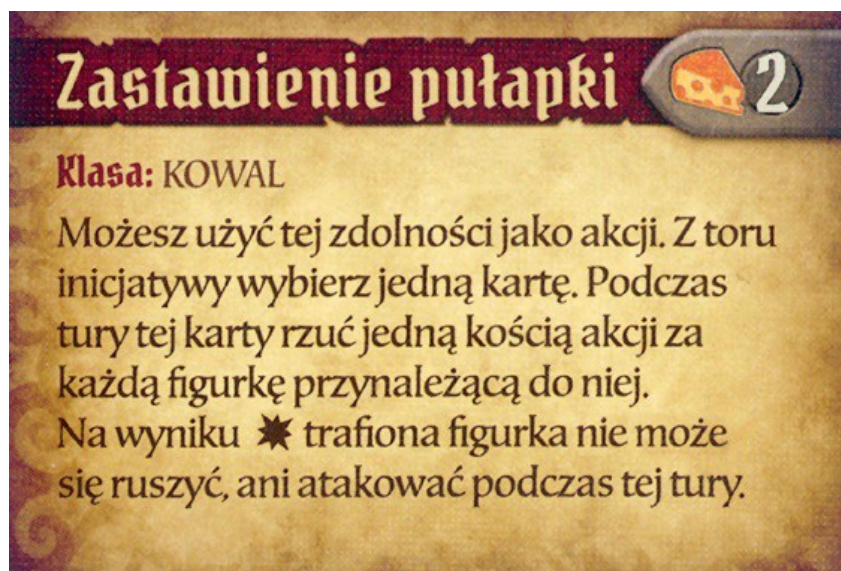 Zastawienie pułapki 2
Klasa: KOWAL
Możesz użyć tej zdolności jako akcji. Z toru
inicjatywy wybierz jedną kartę. Podczas
tury tej karty rzuć jedną kością akcji za
każdą figurkę przynależącą do niej.
Na wyniku ✷ trafiona figurka nie może
się ruszyć, ani atakować podczas tej tury.